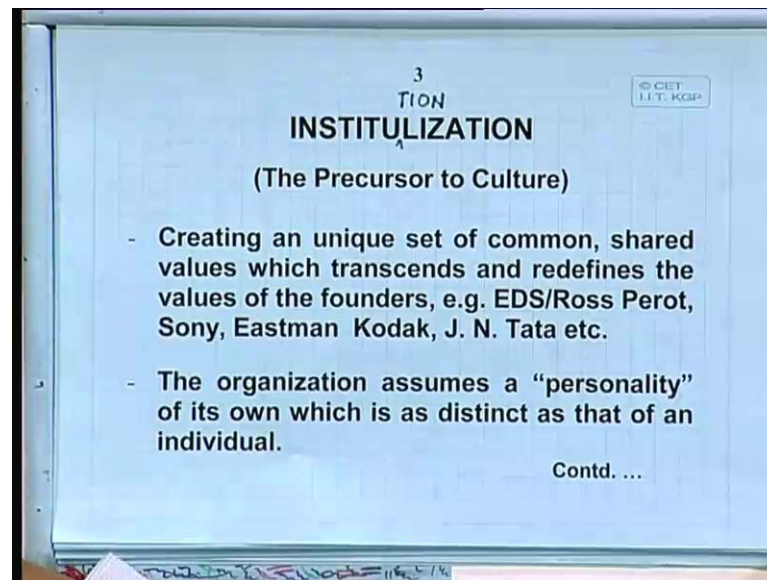 3
© CET
I.I.T. KGP
TION
INSTITULIZATION
(The Precursor to Culture)
- Creating an unique set of common, shared
values which transcends and redefines the
values of the founders, e.g. EDS/Ross Perot,
Sony, Eastman Kodak, J. N. Tata etc.
- The organization assumes a “personality”
of its own which is as distinct as that of an
individual.
Contd. ...